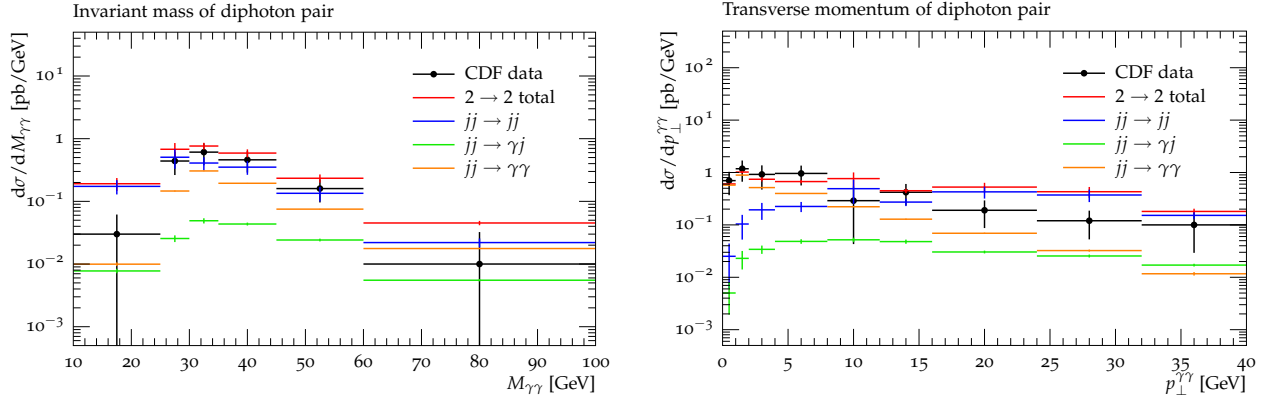 Invariant mass of diphoton pair
dσ/dM_γγ [pb/GeV]
CDF data
2 → 2 total
jj → jj
jj → γj
jj → γγ
10¹
1
10⁻¹
10⁻²
10⁻³
10 20 30 40 50 60 70 80 90 100
M_γγ [GeV]
Transverse momentum of diphoton pair
dσ/dp_⊥^γγ [pb/GeV]
CDF data
2 → 2 total
jj → jj
jj → γj
jj → γγ
10²
10¹
1
10⁻¹
10⁻²
10⁻³
0 5 10 15 20 25 30 35 40
p_⊥^γγ [GeV]